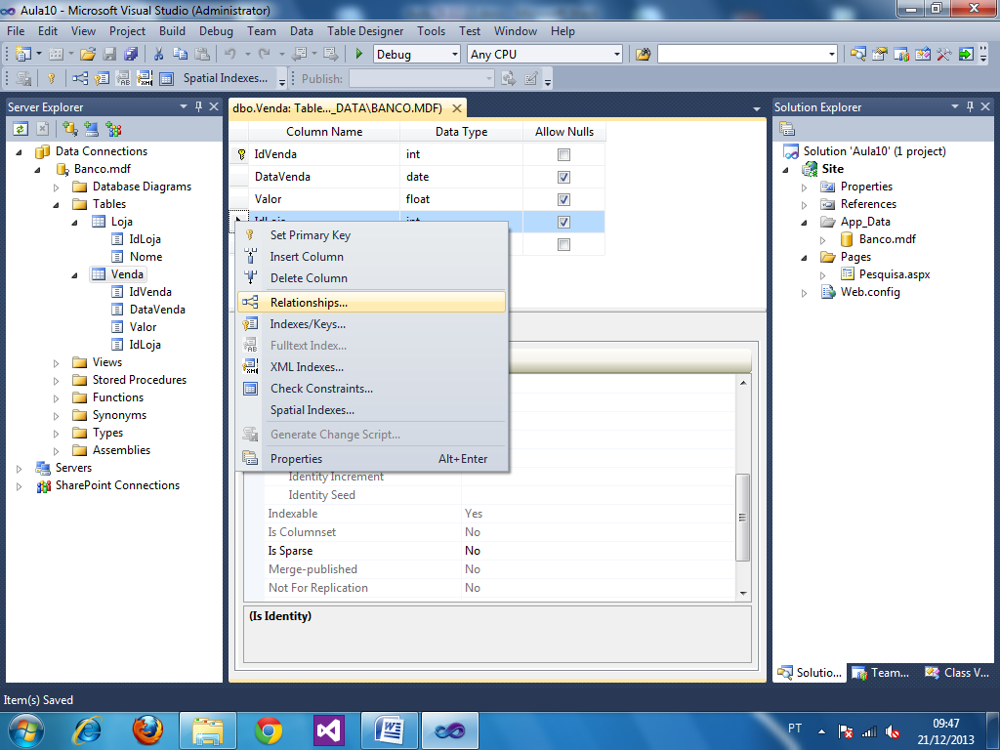 Aula10 - Microsoft Visual Studio (Administrator)
File Edit View Project Build Debug Team Data Table Designer Tools Test Window Help
Debug Any CPU
Spatial Indexes... Publish:
Server Explorer
Data Connections
Banco.mdf
Database Diagrams
Tables
Loja
IdLoja
Nome
Venda
IdVenda
DataVenda
Valor
IdLoja
Views
Stored Procedures
Functions
Synonyms
Types
Assemblies
Servers
SharePoint Connections
dbo.Venda: Table..._DATA\BANCO.MDF)
Column Name Data Type Allow Nulls
IdVenda int
DataVenda date
Valor float
IdLoja int
Set Primary Key
Insert Column
Delete Column
Relationships...
Indexes/Keys...
Fulltext Index...
XML Indexes...
Check Constraints...
Spatial Indexes...
Generate Change Script...
Properties Alt+Enter
Identity Increment
Identity Seed
Indexable Yes
Is Columnset No
Is Sparse No
Merge-published No
Not For Replication No
(Is Identity)
Solution Explorer
Solution 'Aula10' (1 project)
Site
Properties
References
App_Data
Banco.mdf
Pages
Pesquisa.aspx
Web.config
Solutio... Team... Class V...
Item(s) Saved
PT
09:47
21/12/2013